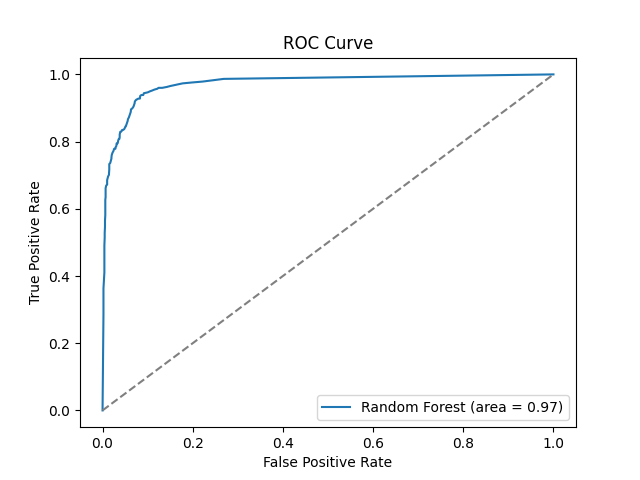 ROC Curve
True Positive Rate
1.0
0.8
0.6
0.4
0.2
0.0
Random Forest (area = 0.97)
0.0 0.2 0.4 0.6 0.8 1.0
False Positive Rate